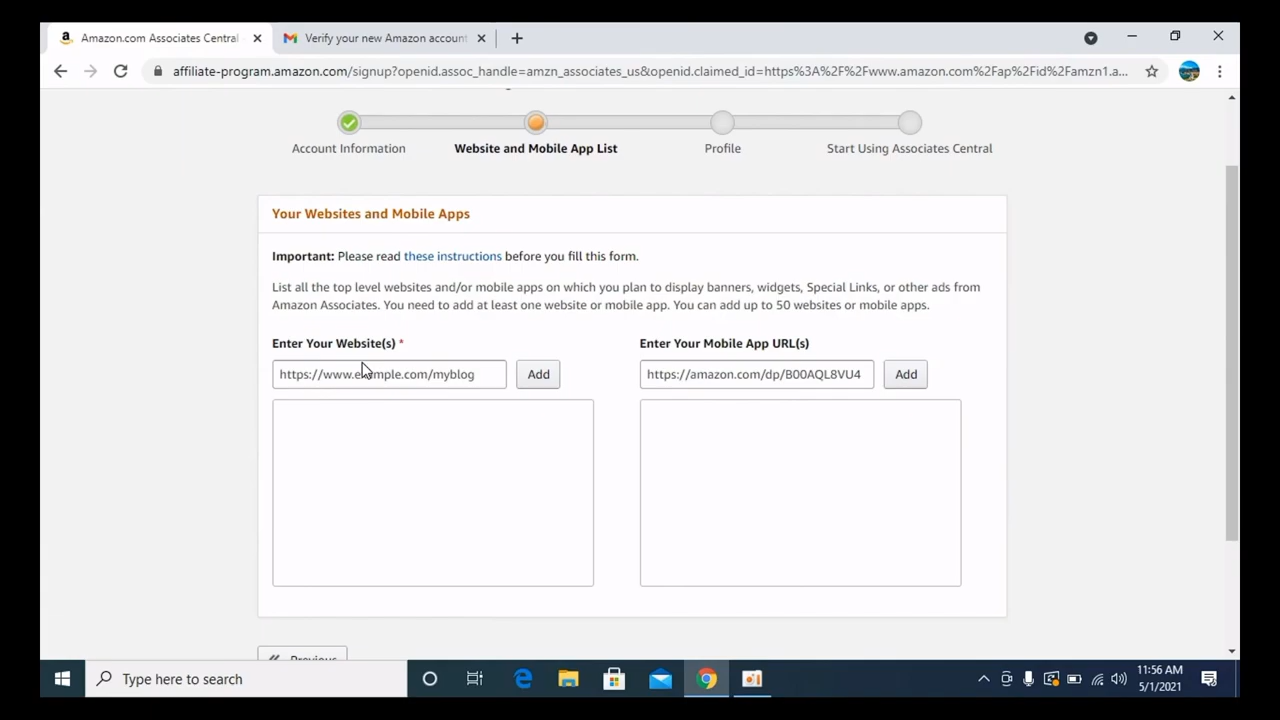 Amazon.com Associates Central
Verify your new Amazon account
affiliate-program.amazon.com/signup?openid.assoc_handle=amzn_associates_us&openid.claimed_id=https%3A%2F%2Fwww.amazon.com%2Fap%2Fid%2Famzn1.a...
Account Information
Website and Mobile App List
Profile
Start Using Associates Central
Your Websites and Mobile Apps
Important: Please read these instructions before you fill this form.
List all the top level websites and/or mobile apps on which you plan to display banners, widgets, Special Links, or other ads from
Amazon Associates. You need to add at least one website or mobile app. You can add up to 50 websites or mobile apps.
Enter Your Website(s) *
Enter Your Mobile App URL(s)
https://www.example.com/myblog
Add
https://amazon.com/dp/B00AQL8VU4
Add
Previous
Type here to search
11:56 AM
5/1/2021